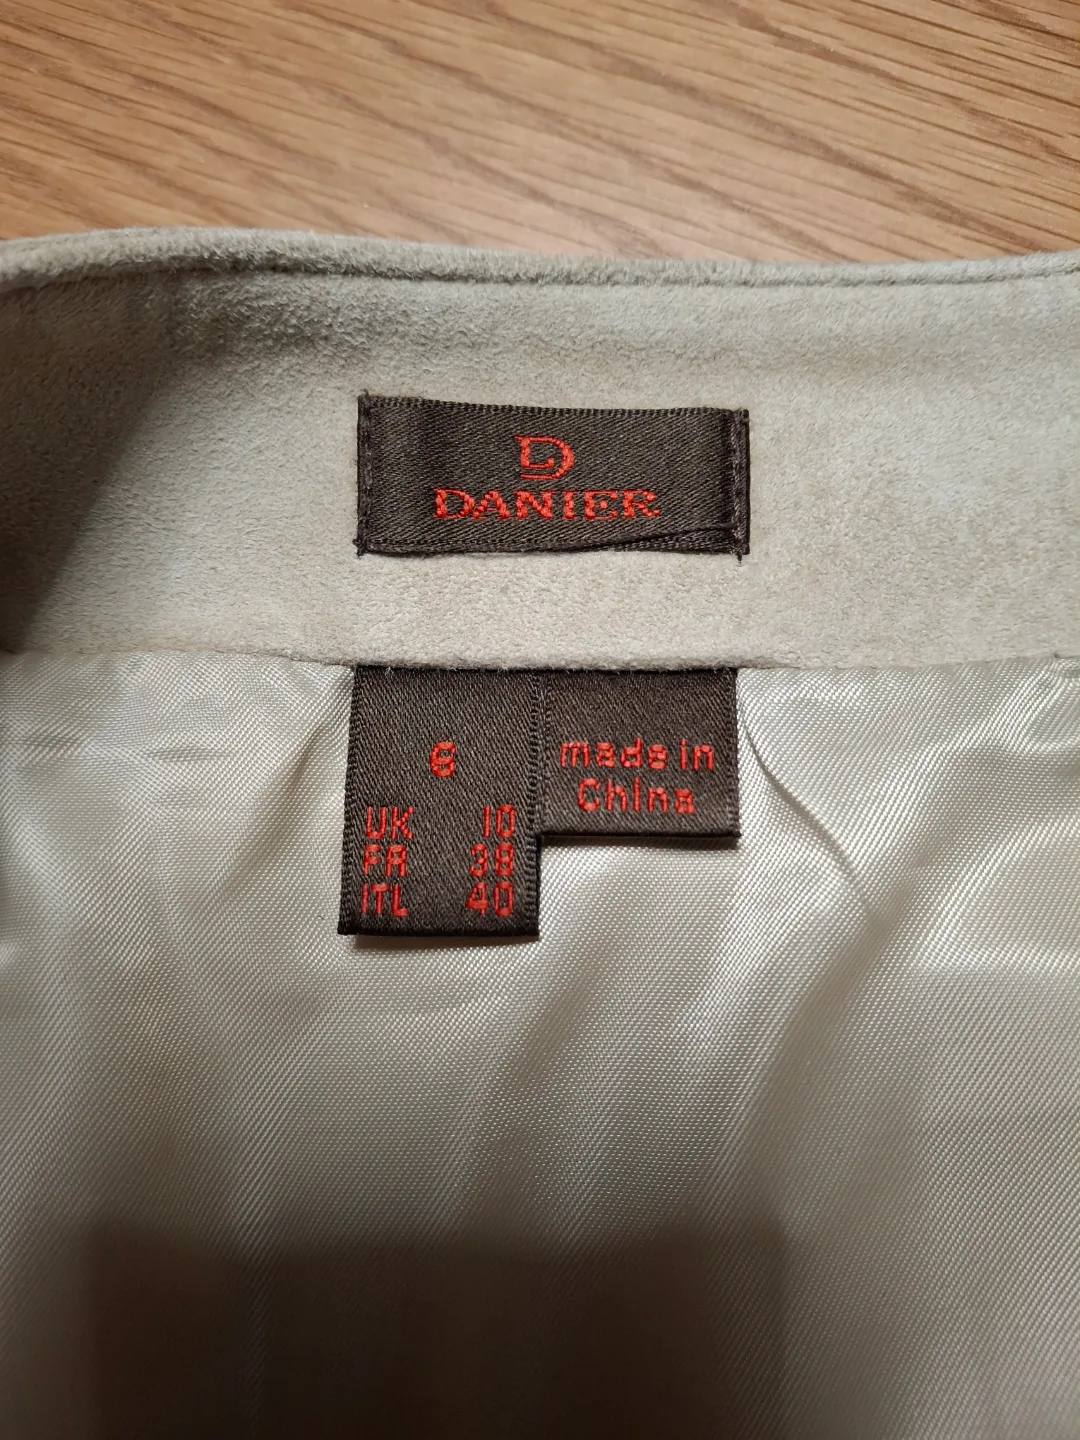 D
DANIER
6
UK 10
FR 38
ITL 40
made in
China